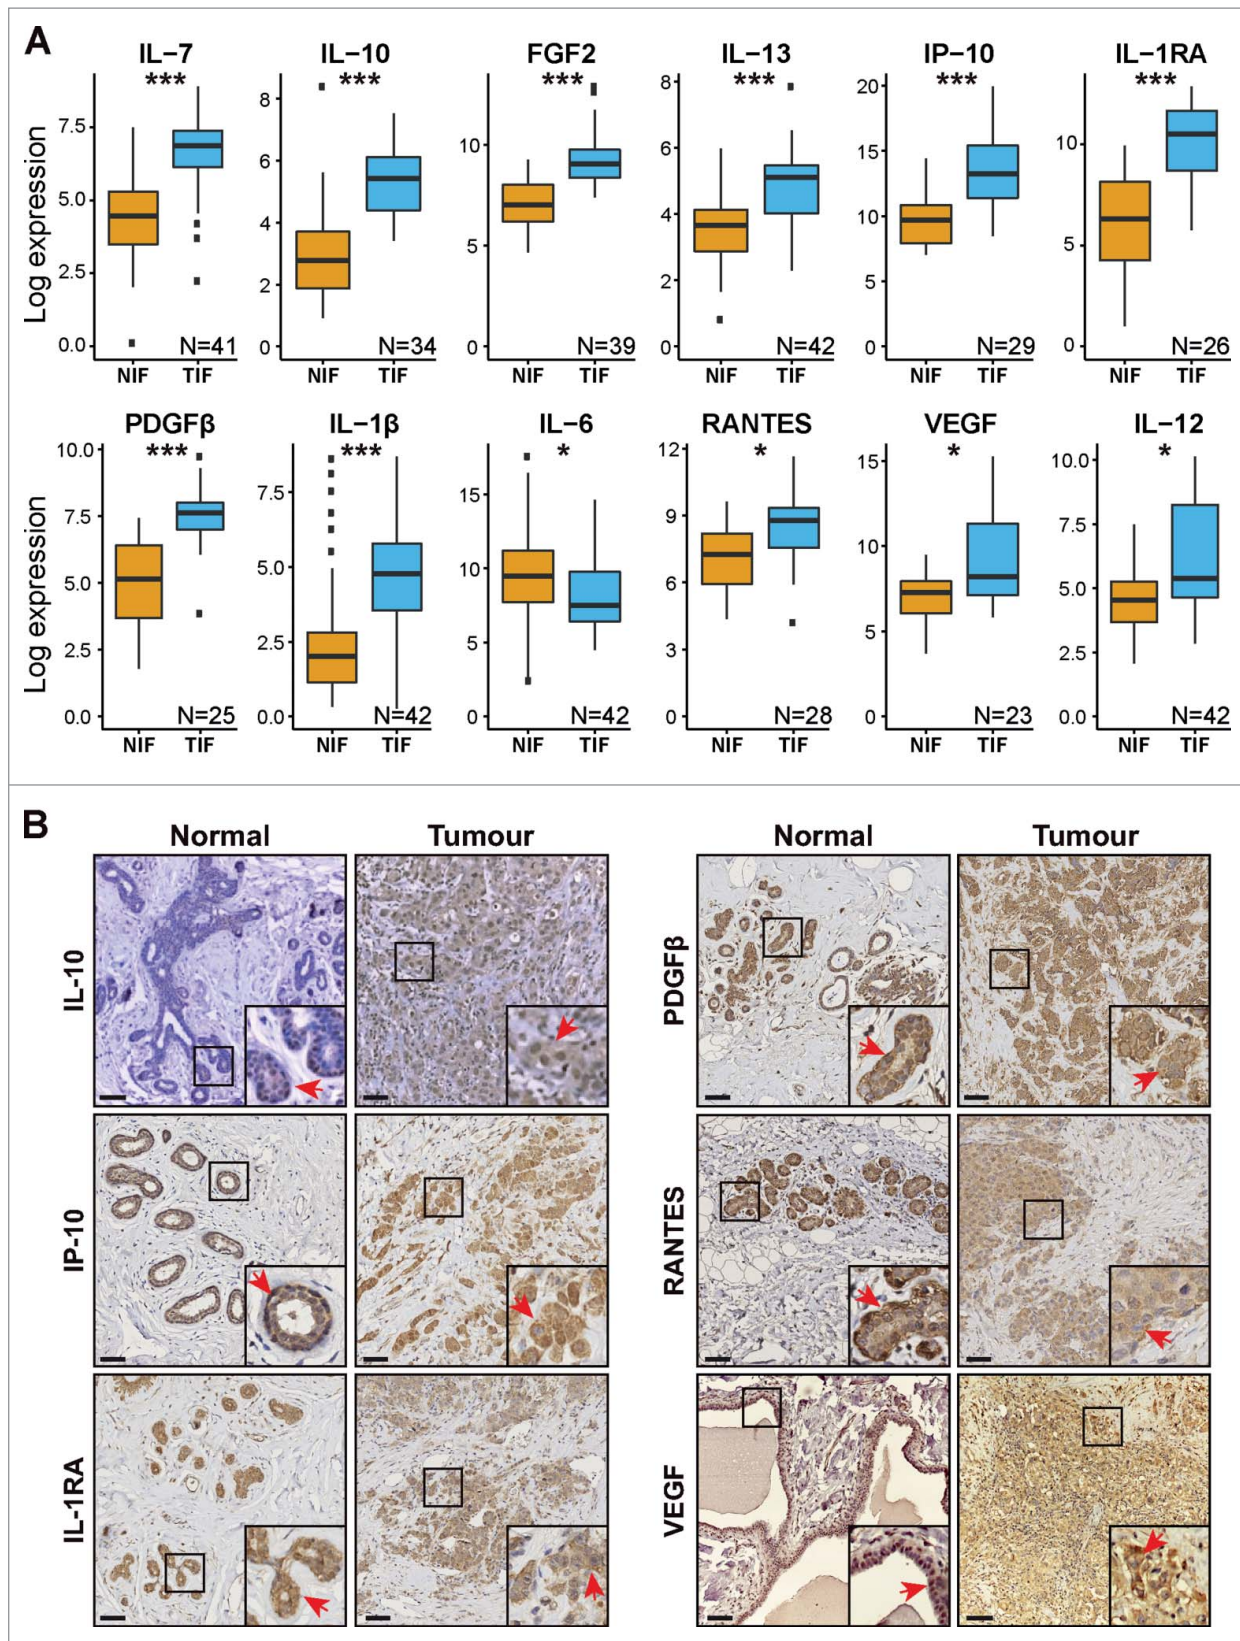 A
IL−7 IL−10 FGF2 IL−13 IP−10 IL−1RA
*** *** *** *** *** ***
Log expression
7.5
5.0
2.5
0.0
8
6
4
2
0
10
5
0
8
6
4
2
0
20
15
10
5
0
10
5
0
N=41 N=34 N=39 N=42 N=29 N=26
NIF TIF NIF TIF NIF TIF NIF TIF NIF TIF NIF TIF
PDGFβ IL−1β IL−6 RANTES VEGF IL−12
*** *** * * * *
Log expression
10.0
7.5
5.0
2.5
0.0
7.5
5.0
2.5
0.0
15
10
5
0
12
9
6
3
0
15
10
5
0
10.0
7.5
5.0
2.5
0.0
N=25 N=42 N=42 N=28 N=23 N=42
NIF TIF NIF TIF NIF TIF NIF TIF NIF TIF NIF TIF
B
Normal Tumour Normal Tumour
IL-10
PDGFβ
IP-10
RANTES
IL-1RA
VEGF